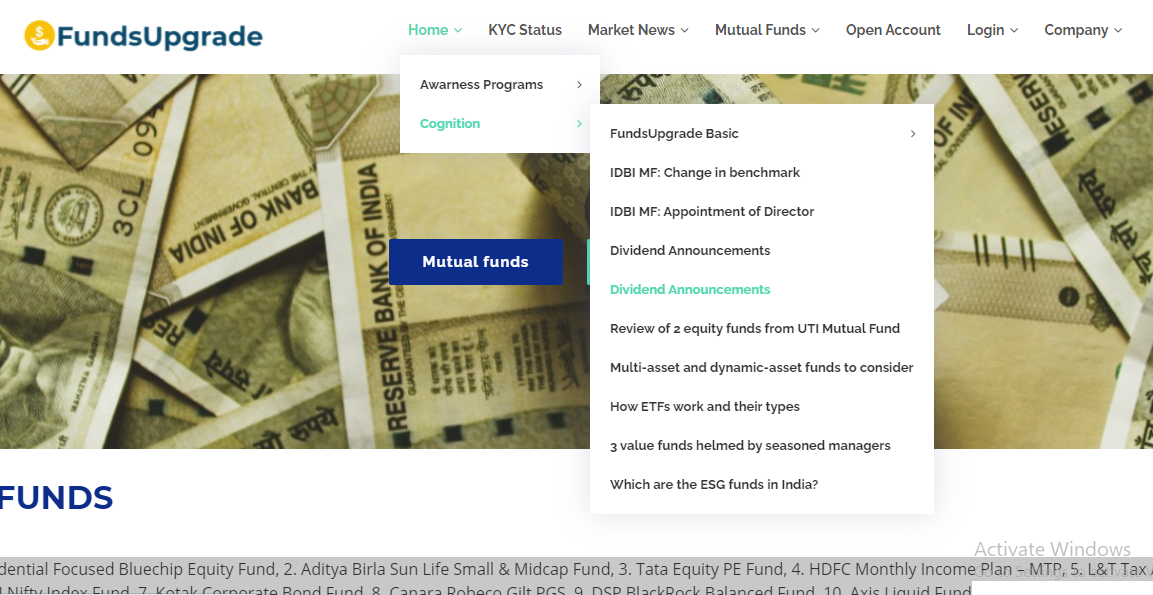 FundsUpgrade
Home KYC Status Market News Mutual Funds Open Account Login Company
Awarness Programs
Cognition
FundsUpgrade Basic
IDBI MF: Change in benchmark
IDBI MF: Appointment of Director
Dividend Announcements
Dividend Announcements
Review of 2 equity funds from UTI Mutual Fund
Multi-asset and dynamic-asset funds to consider
How ETFs work and their types
3 value funds helmed by seasoned managers
Which are the ESG funds in India?
Mutual funds
BANK OF INDIA
RESERVE BANK OF INDIA
3CL
FUNDS
Activate Windows
dential Focused Bluechip Equity Fund, 2. Aditya Birla Sun Life Small & Midcap Fund, 3. Tata Equity PE Fund, 4. HDFC Monthly Income Plan - MTP, 5. L&T Tax
Nifty Index Fund, 7. Kotak Corporate Bond Fund, 8. Canara Robeco Gilt PGS, 9. DSP BlackRock Balanced Fund, 10. Axis Liquid Fund